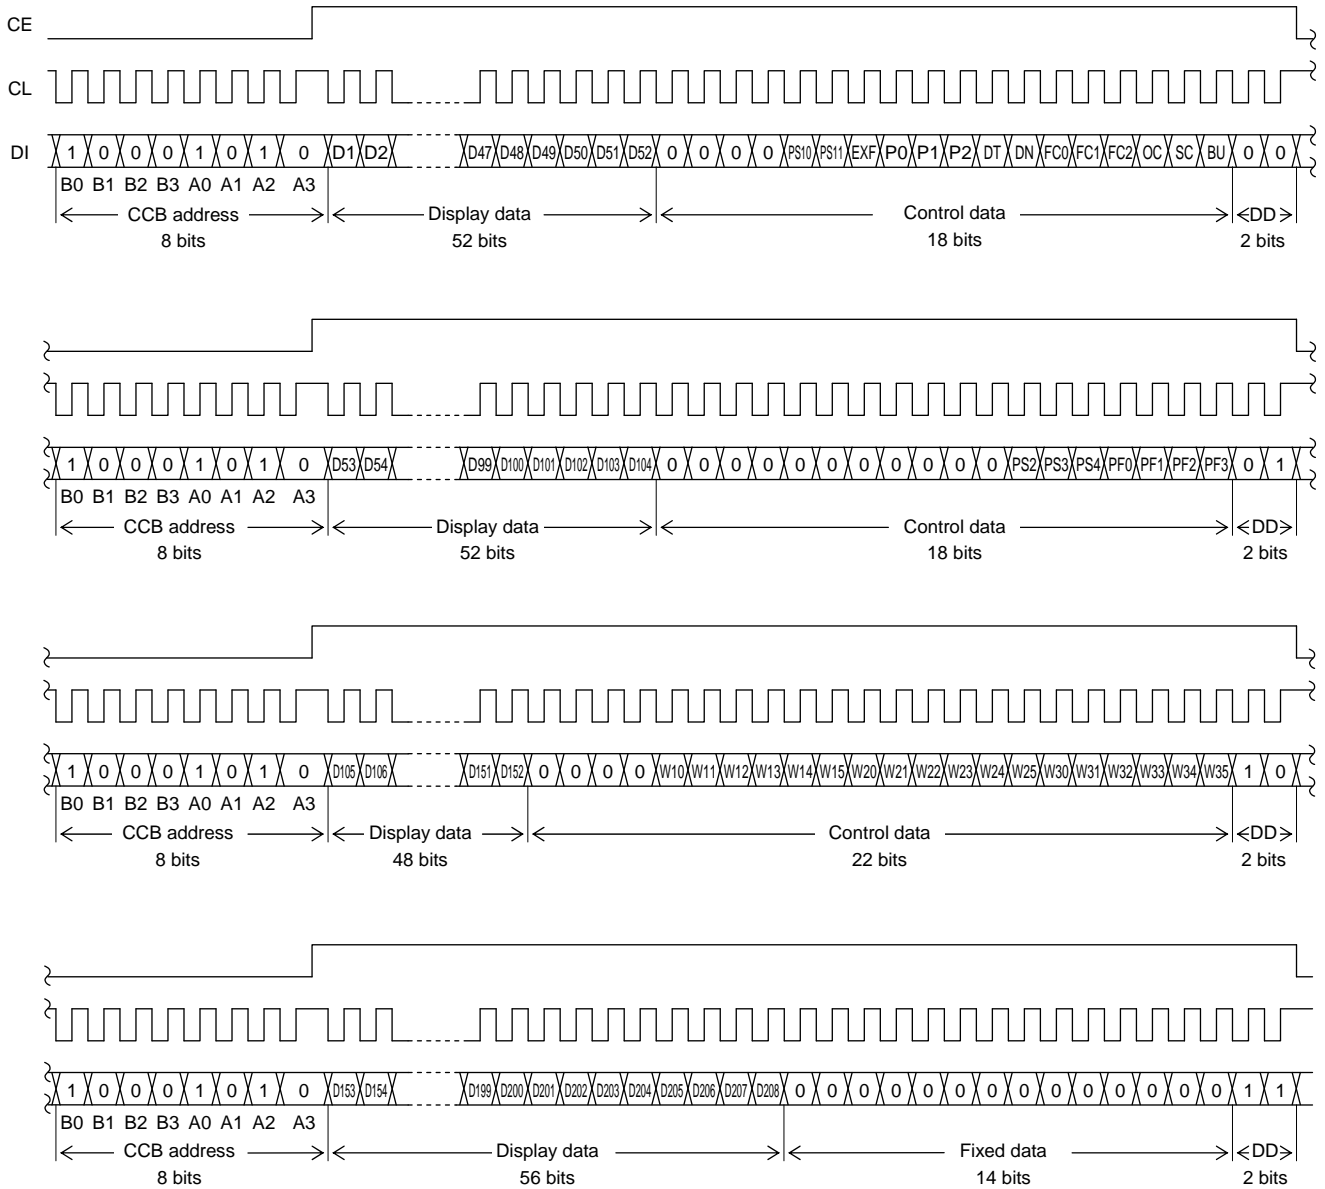 CE
CL
DI 1 0 0 0 1 0 1 0 D1 D2 D47 D48 D49 D50 D51 D52 0 0 0 0 PS10 PS11 EXF P0 P1 P2 DT DN FC0 FC1 FC2 OC SC BU 0 0
B0 B1 B2 B3 A0 A1 A2 A3
CCB address Display data Control data DD
8 bits 52 bits 18 bits 2 bits
1 0 0 0 1 0 1 0 D53 D54 D99 D100 D101 D102 D103 D104 0 0 0 0 0 0 0 0 0 0 0 PS2 PS3 PS4 PF0 PF1 PF2 PF3 0 1
B0 B1 B2 B3 A0 A1 A2 A3
CCB address Display data Control data DD
8 bits 52 bits 18 bits 2 bits
1 0 0 0 1 0 1 0 D105 D106 D151 D152 0 0 0 0 W10 W11 W12 W13 W14 W15 W20 W21 W22 W23 W24 W25 W30 W31 W32 W33 W34 W35 1 0
B0 B1 B2 B3 A0 A1 A2 A3
CCB address Display data Control data DD
8 bits 48 bits 22 bits 2 bits
1 0 0 0 1 0 1 0 D153 D154 D199 D200 D201 D202 D203 D204 D205 D206 D207 D208 0 0 0 0 0 0 0 0 0 0 0 0 0 0 1 1
B0 B1 B2 B3 A0 A1 A2 A3
CCB address Display data Fixed data DD
8 bits 56 bits 14 bits 2 bits